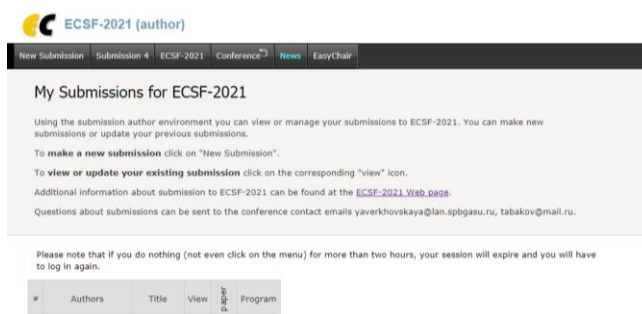 ECSF-2021 (author)
New Submission Submission 4 ECSF-2021 Conference News EasyChair
My Submissions for ECSF-2021
Using the submission author environment you can view or manage your submissions to ECSF-2021. You can make new
submissions or update your previous submissions.
To make a new submission click on "New Submission".
To view or update your existing submission click on the corresponding "view" icon.
Additional information about submission to ECSF-2021 can be found at the ECSF-2021 Web page.
Questions about submissions can be sent to the conference contact emails yaverkhovskaya@lan.spbgasu.ru, tabakov@mail.ru.
Please note that if you do nothing (not even click on the menu) for more than two hours, your session will expire and you will have
to log in again.
# Authors Title View paper Program